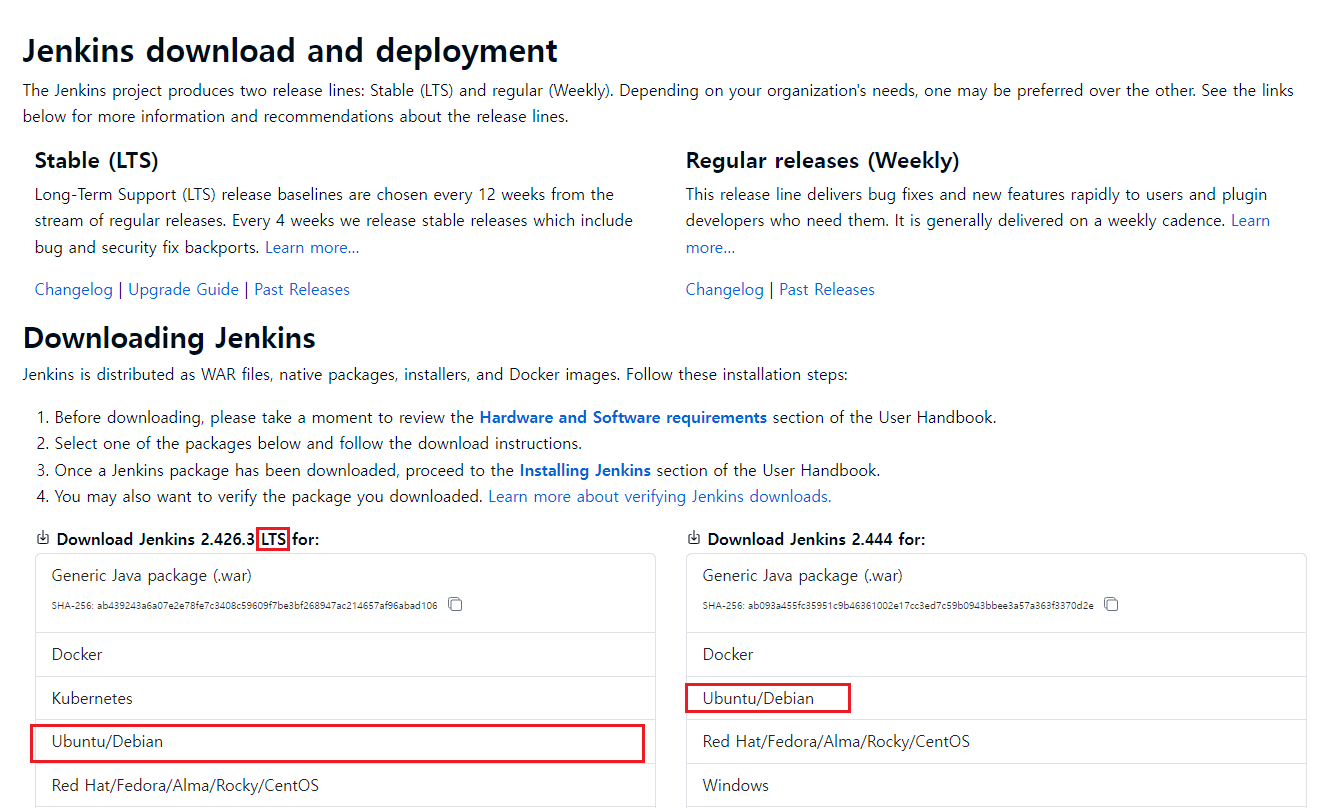 Jenkins download and deployment
The Jenkins project produces two release lines: Stable (LTS) and regular (Weekly). Depending on your organization's needs, one may be preferred over the other. See the links
below for more information and recommendations about the release lines.
Stable (LTS)
Long-Term Support (LTS) release baselines are chosen every 12 weeks from the
stream of regular releases. Every 4 weeks we release stable releases which include
bug and security fix backports. Learn more...
Changelog | Upgrade Guide | Past Releases
Regular releases (Weekly)
This release line delivers bug fixes and new features rapidly to users and plugin
developers who need them. It is generally delivered on a weekly cadence. Learn
more...
Changelog | Past Releases
Downloading Jenkins
Jenkins is distributed as WAR files, native packages, installers, and Docker images. Follow these installation steps:
1. Before downloading, please take a moment to review the Hardware and Software requirements section of the User Handbook.
2. Select one of the packages below and follow the download instructions.
3. Once a Jenkins package has been downloaded, proceed to the Installing Jenkins section of the User Handbook.
4. You may also want to verify the package you downloaded. Learn more about verifying Jenkins downloads.
Download Jenkins 2.426.3 LTS for:
Generic Java package (.war)
SHA-256: ab439243a6a07e2e78fe7c3408c59609f7be3bf268947ac214657af96abad106
Docker
Kubernetes
Ubuntu/Debian
Red Hat/Fedora/Alma/Rocky/CentOS
Download Jenkins 2.444 for:
Generic Java package (.war)
SHA-256: ab093a455fc35951c9b46361002e17cc3ed7c59b0943bbee3a57a363f3370d2e
Docker
Ubuntu/Debian
Red Hat/Fedora/Alma/Rocky/CentOS
Windows